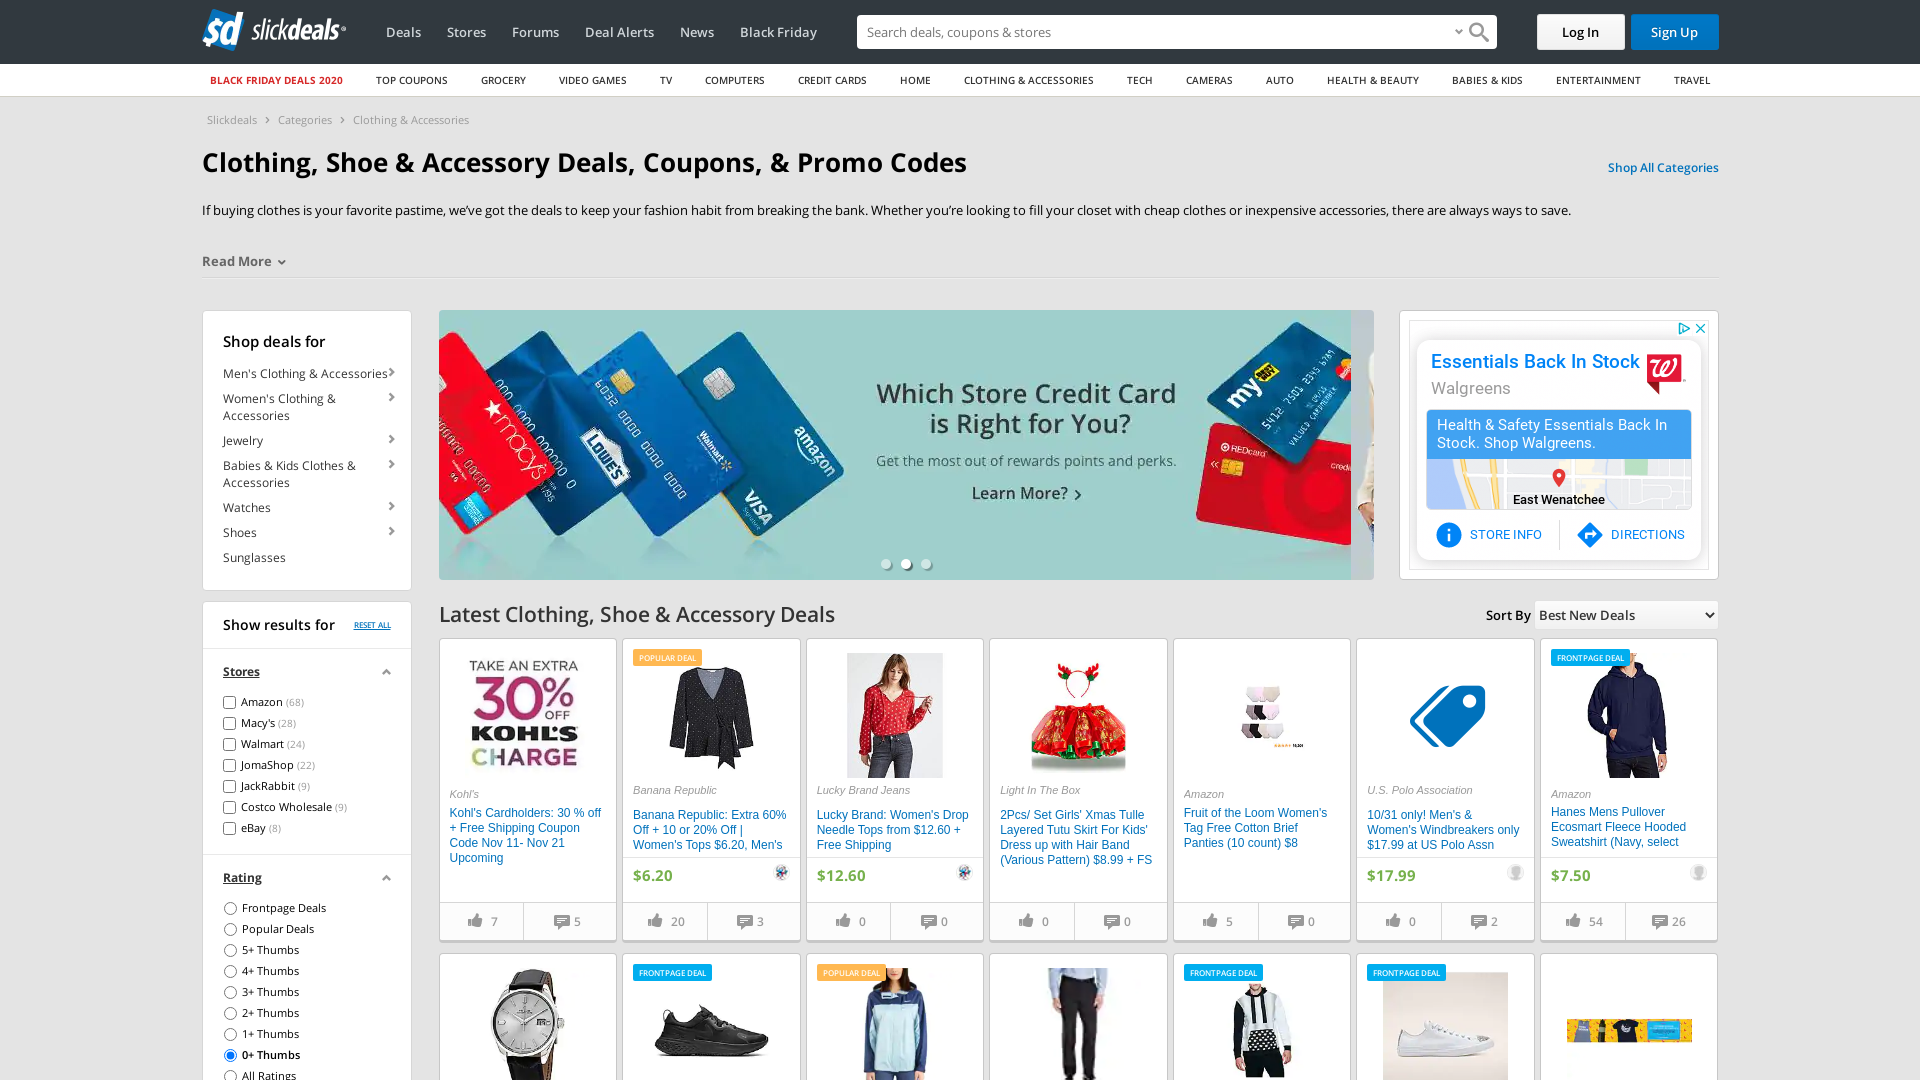 slickdeals
Deals
Stores
Forums
Deal Alerts
News
Black Friday
Search deals, coupons & stores
Log In
Sign Up
BLACK FRIDAY DEALS 2020
TOP COUPONS
GROCERY
VIDEO GAMES
TV
COMPUTERS
CREDIT CARDS
HOME
CLOTHING & ACCESSORIES
TECH
CAMERAS
AUTO
HEALTH & BEAUTY
BABIES & KIDS
ENTERTAINMENT
TRAVEL
Slickdeals
Categories
Clothing & Accessories
Clothing, Shoe & Accessory Deals, Coupons, & Promo Codes
Shop All Categories
If buying clothes is your favorite pastime, we've got the deals to keep your fashion habit from breaking the bank. Whether you're looking to fill your closet with cheap clothes or inexpensive accessories, there are always ways to save.
Read More
Shop deals for
Men's Clothing & Accessories
Women's Clothing &
Accessories
Jewelry
Babies & Kids Clothes &
Accessories
Watches
Shoes
Sunglasses
Show results for
RESET ALL
Stores
Amazon (68)
Macy's (28)
Walmart (24)
JomaShop (22)
JackRabbit (9)
Costco Wholesale (9)
eBay (8)
Rating
Frontpage Deals
Popular Deals
5+ Thumbs
4+ Thumbs
3+ Thumbs
2+ Thumbs
1+ Thumbs
0+ Thumbs
All Ratings
macy's
LOWE'S
Walmart
amazon
VISA
Which Store Credit Card
is Right for You?
Get the most out of rewards points and perks.
Learn More?
my BEST BUY
REDcard
Essentials Back In Stock
Walgreens
Health & Safety Essentials Back In
Stock. Shop Walgreens.
East Wenatchee
STORE INFO
DIRECTIONS
Latest Clothing, Shoe & Accessory Deals
Sort By
Best New Deals
TAKE AN EXTRA
30%
OFF
KOHL'S
CHARGE
Kohl's
Kohl's Cardholders: 30 % off
+ Free Shipping Coupon
Code Nov 11- Nov 21
Upcoming
7
5
POPULAR DEAL
Banana Republic
Banana Republic: Extra 60%
Off + 10 or 20% Off |
Women's Tops $6.20, Men's
$6.20
20
3
Lucky Brand Jeans
Lucky Brand: Women's Drop
Needle Tops from $12.60 +
Free Shipping
$12.60
0
0
Light In The Box
2Pcs/ Set Girls' Xmas Tulle
Layered Tutu Skirt For Kids'
Dress up with Hair Band
(Various Pattern) $8.99 + FS
0
0
Amazon
Fruit of the Loom Women's
Tag Free Cotton Brief
Panties (10 count) $8
5
0
U.S. Polo Association
10/31 only! Men's &
Women's Windbreakers only
$17.99 at US Polo Assn
$17.99
0
2
FRONTPAGE DEAL
Amazon
Hanes Mens Pullover
Ecosmart Fleece Hooded
Sweatshirt (Navy, select
$7.50
54
26
FRONTPAGE DEAL
POPULAR DEAL
FRONTPAGE DEAL
FRONTPAGE DEAL